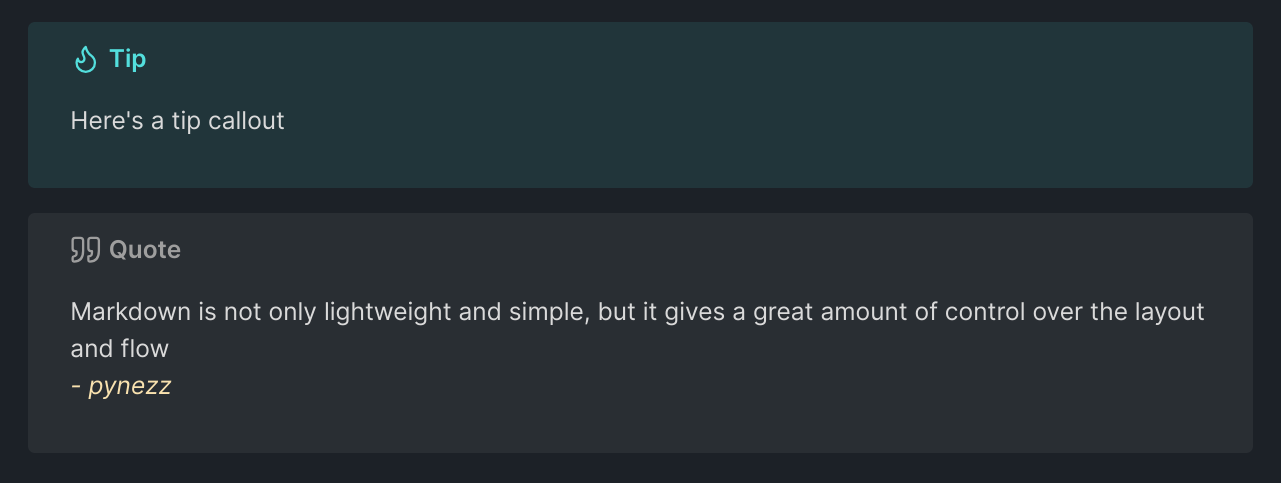 Tip
Here's a tip callout
Quote
Markdown is not only lightweight and simple, but it gives a great amount of control over the layout
and flow
- pynezz